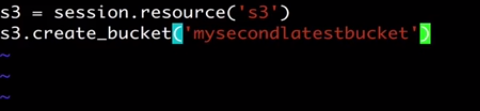 s3 = session.resource('s3')
s3.create_bucket('mysecondlatestbucket')
~
~
~